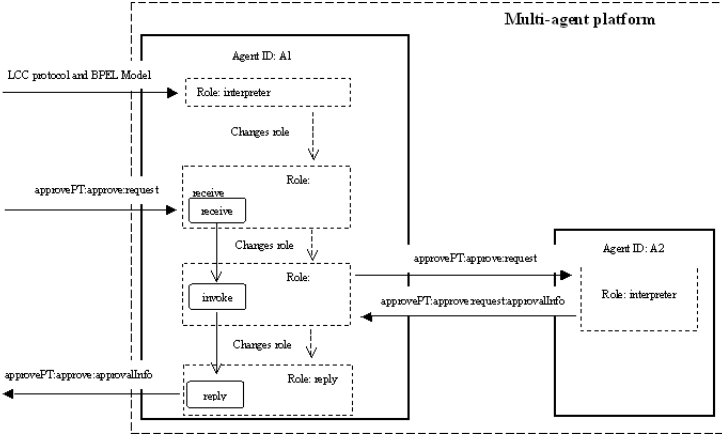 Multi-agent platform
Agent ID: A1
LCC protocol and BPEL Model
Role: interpreter
Changes role
Role:
receive
approvePT:approve:request
receive
Changes role
Role:
invoke
approvePT:approve:request
Agent ID: A2
Role: interpreter
approvePT:approve:request:approvalInfo
Changes role
Role: reply
approvePT:approve:approvalInfo
reply